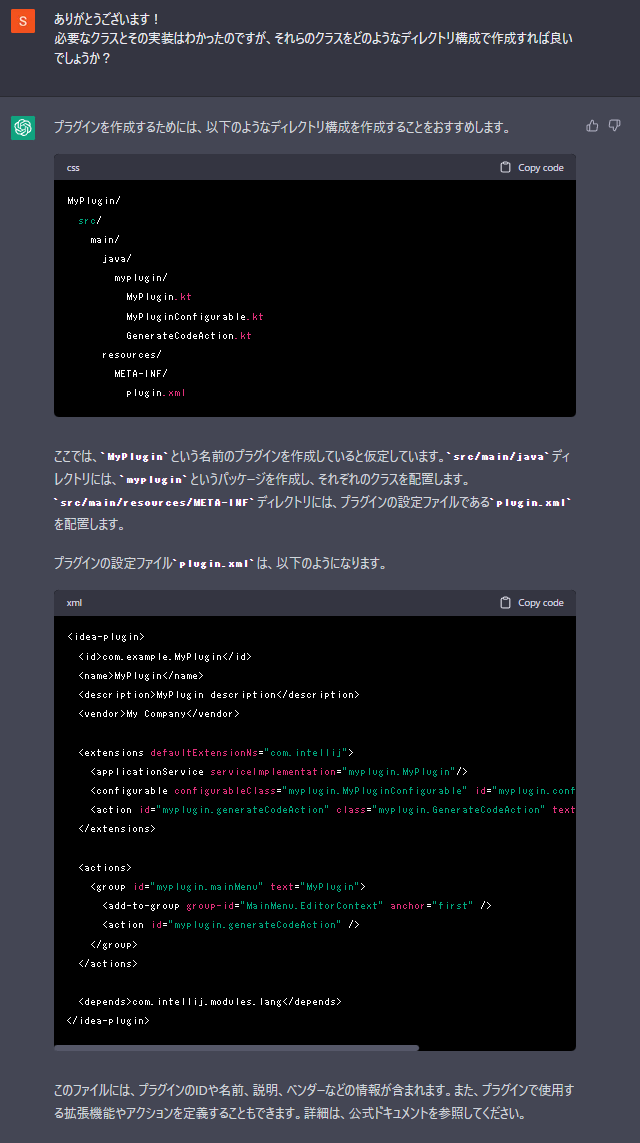 S
ありがとうございます！
必要なクラスとその実装はわかったのですが、それらのクラスをどのようなディレクトリ構成で作成すれば良い
でしょうか？
プラグインを作成するためには、以下のようなディレクトリ構成を作成することをおすすめします。
css Copy code
MyPlugin/
  src/
    main/
      java/
        myplugin/
          MyPlugin.kt
          MyPluginConfigurable.kt
          GenerateCodeAction.kt
      resources/
        META-INF/
          plugin.xml
ここでは、`MyPlugin`という名前のプラグインを作成していると仮定しています。`src/main/java`ディ
レクトリには、`myplugin`というパッケージを作成し、それぞれのクラスを配置します。
`src/main/resources/META-INF`ディレクトリには、プラグインの設定ファイルである`plugin.xml`
を配置します。
プラグインの設定ファイル`plugin.xml`は、以下のようになります。
xml Copy code
<idea-plugin>
  <id>com.example.MyPlugin</id>
  <name>MyPlugin</name>
  <description>MyPlugin description</description>
  <vendor>My Company</vendor>
  <extensions defaultExtensionNs="com.intellij">
    <applicationService serviceImplementation="myplugin.MyPlugin"/>
    <configurable configurableClass="myplugin.MyPluginConfigurable" id="myplugin.conf
    <action id="myplugin.generateCodeAction" class="myplugin.GenerateCodeAction" text
  </extensions>
  <actions>
    <group id="myplugin.mainMenu" text="MyPlugin">
      <add-to-group group-id="MainMenu.EditorContext" anchor="first" />
      <action id="myplugin.generateCodeAction" />
    </group>
  </actions>
  <depends>com.intellij.modules.lang</depends>
</idea-plugin>
このファイルには、プラグインのIDや名前、説明、ベンダーなどの情報が含まれます。また、プラグインで使用す
る拡張機能やアクションを定義することもできます。詳細は、公式ドキュメントを参照してください。